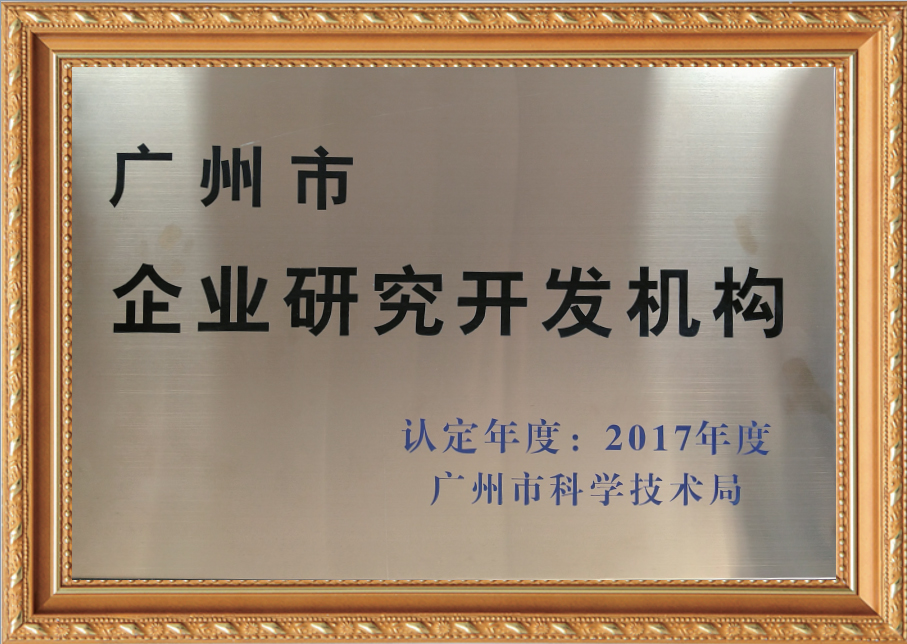 广州市
企业研究开发机构
认定年度：2017年度
广州市科学技术局